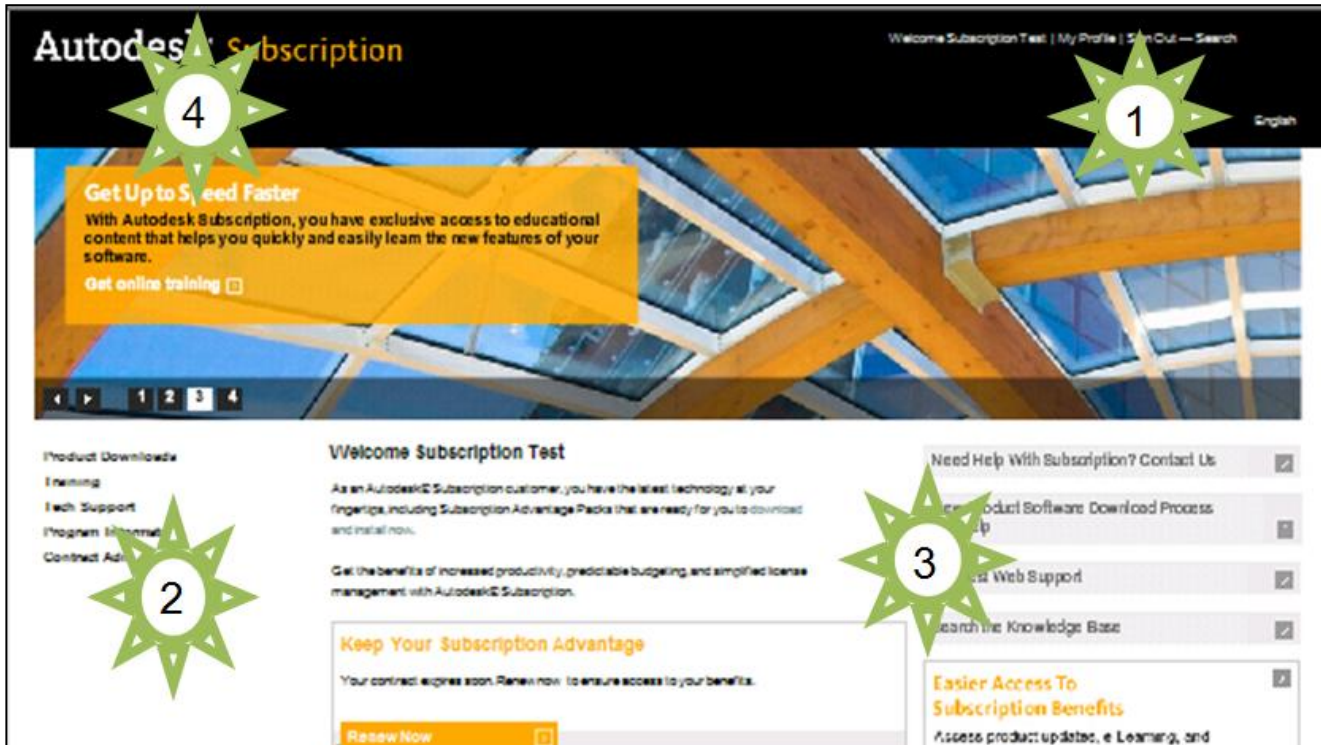 Autodesk Subscription
Welcome Subscription Test | My Profile | Sign Out — Search
4
1
English
Get Up to Speed Faster
With Autodesk Subscription, you have exclusive access to educational
content that helps you quickly and easily learn the new features of your
software.
Get online training
1 2 3 4
Product Downloads
Training
Tech Support
Program
Contract
2
Welcome Subscription Test
As an Autodesk Subscription customer, you have the latest technology at your
fingertips, including Subscription Advantage Packs that are ready for you to download
and install now.
Get the benefits of increased productivity, predictable budgeting, and simplified license
management with Autodesk Subscription.
Keep Your Subscription Advantage
Your contract expires soon. Renew now to ensure access to your benefits.
Renew Now
Need Help With Subscription? Contact Us
Software Download Process
3
Web Support
Search the Knowledge Base
Easier Access To
Subscription Benefits
Access product updates, e-Learning, and